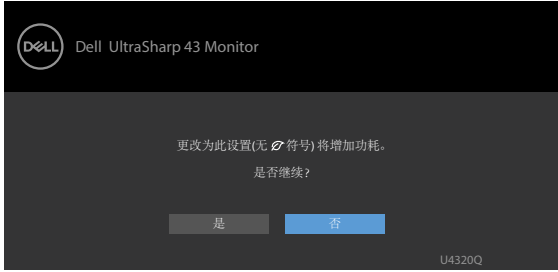 DELL
Dell UltraSharp 43 Monitor
更改为此设置(无 符号) 将增加功耗。
是否继续?
是
否
U4320Q